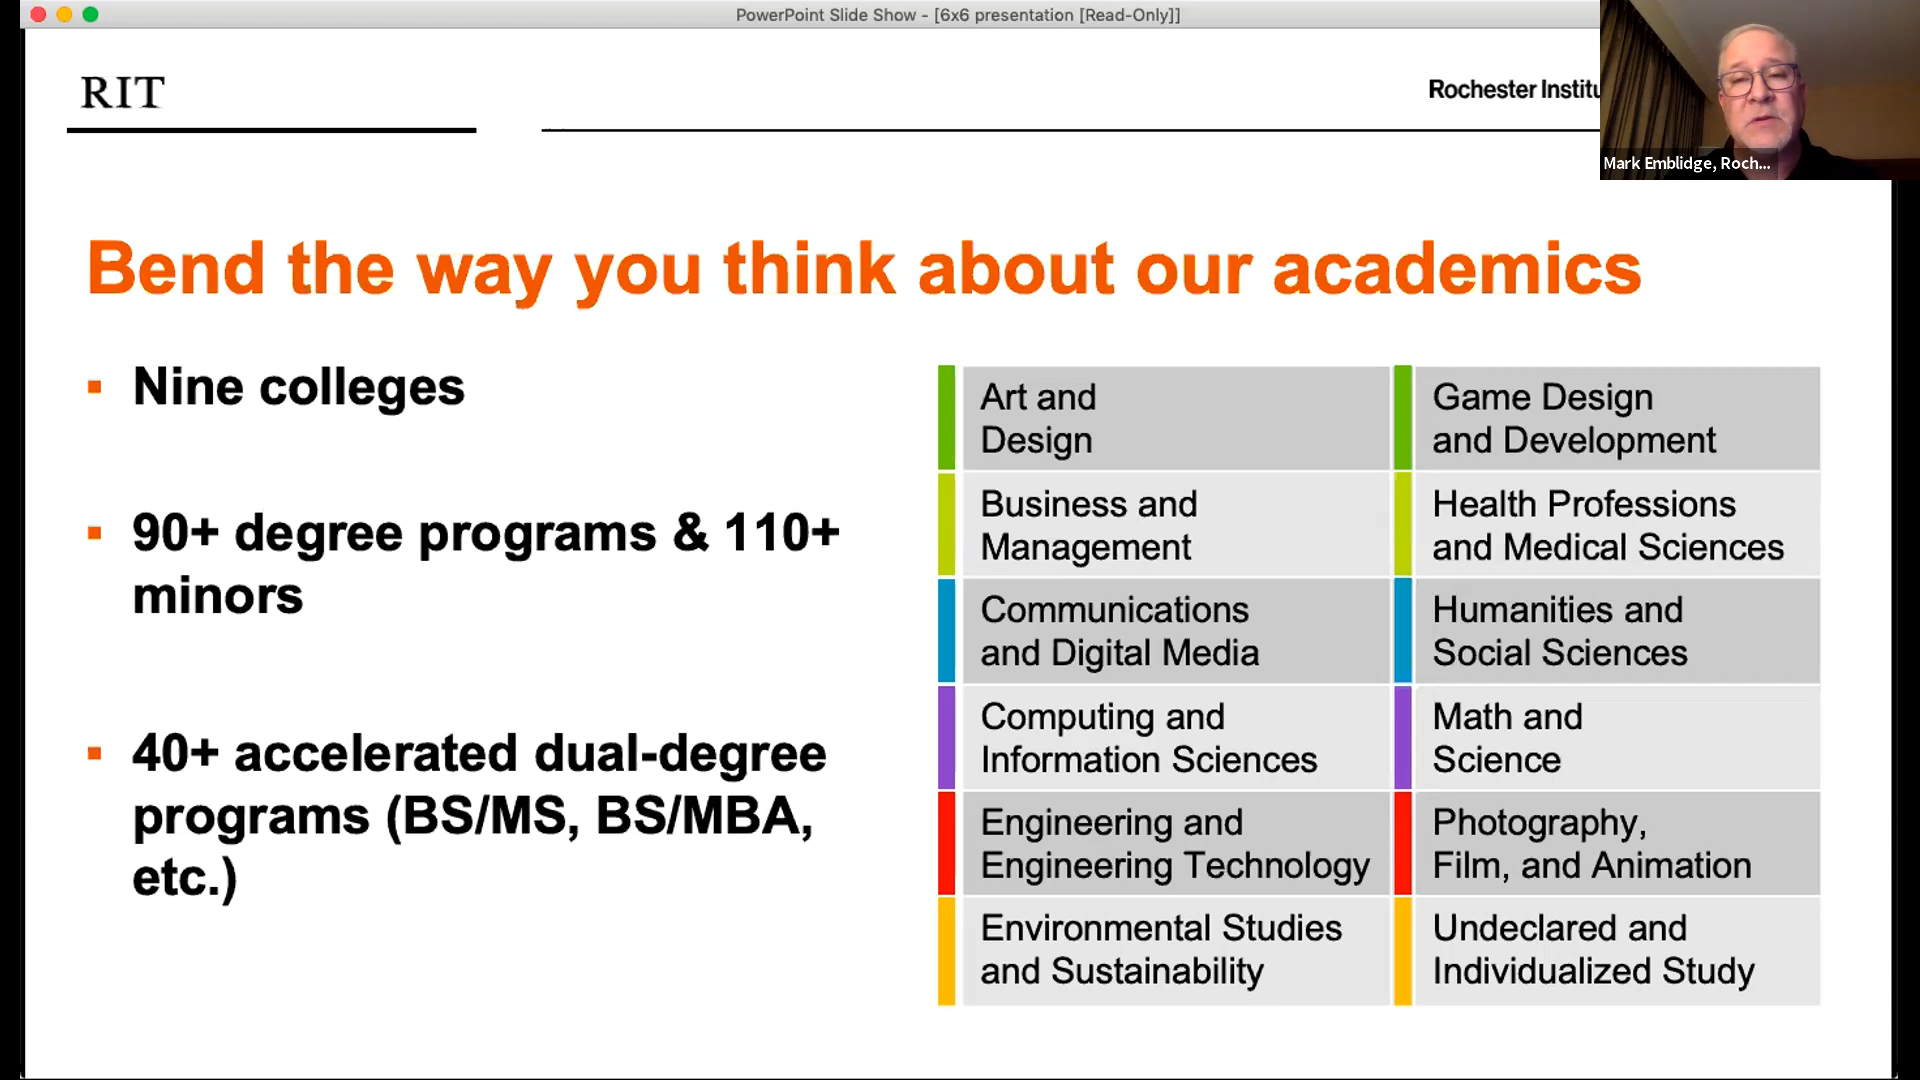 PowerPoint Slide Show - [6x6 presentation [Read-Only]]
RIT
Rochester Institu
Mark Emblidge, Roch...
Bend the way you think about our academics
▪ Nine colleges
▪ 90+ degree programs & 110+
minors
▪ 40+ accelerated dual-degree
programs (BS/MS, BS/MBA,
etc.)
Art and
Design
Game Design
and Development
Business and
Management
Health Professions
and Medical Sciences
Communications
and Digital Media
Humanities and
Social Sciences
Computing and
Information Sciences
Math and
Science
Engineering and
Engineering Technology
Photography,
Film, and Animation
Environmental Studies
and Sustainability
Undeclared and
Individualized Study